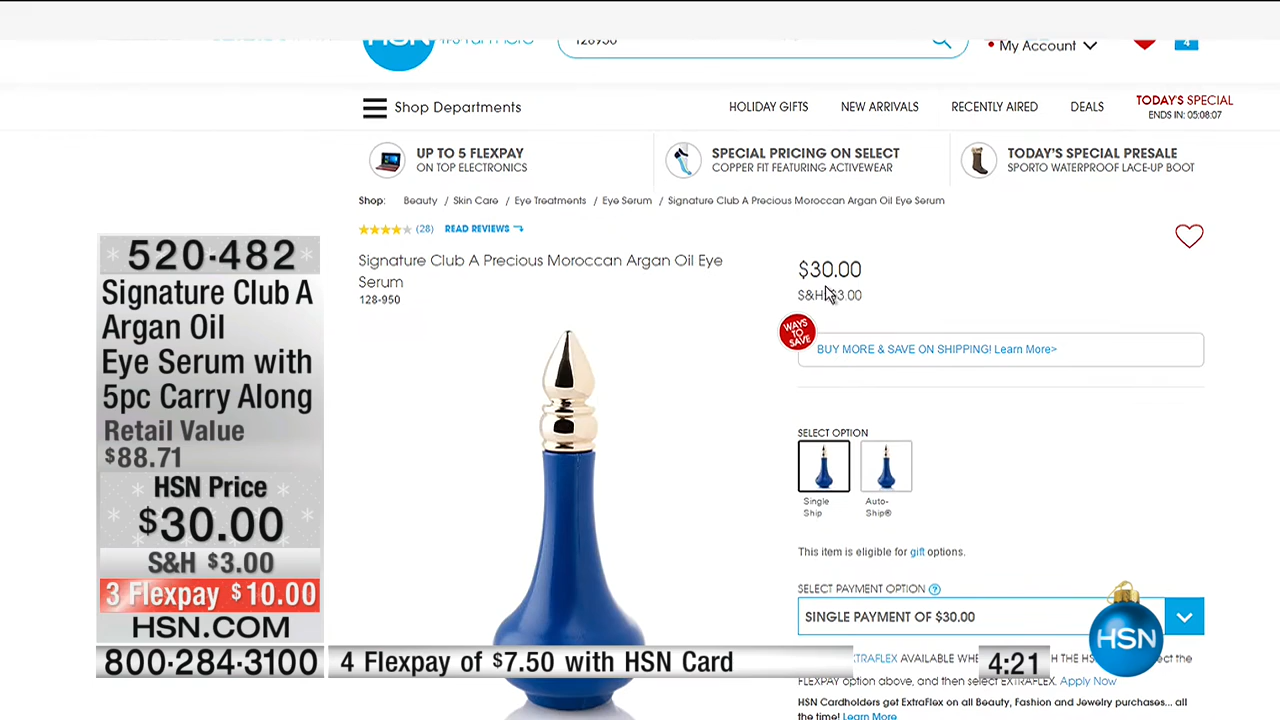 HSN
128950
My Account
4
Shop Departments
HOLIDAY GIFTS
NEW ARRIVALS
RECENTLY AIRED
DEALS
TODAY'S SPECIAL
ENDS IN: 05:08:07
UP TO 5 FLEXPAY
ON TOP ELECTRONICS
SPECIAL PRICING ON SELECT
COPPER FIT FEATURING ACTIVEWEAR
TODAY'S SPECIAL PRESALE
SPORTO WATERPROOF LACE-UP BOOT
Shop: Beauty / Skin Care / Eye Treatments / Eye Serum / Signature Club A Precious Moroccan Argan Oil Eye Serum
(28) READ REVIEWS
Signature Club A Precious Moroccan Argan Oil Eye
Serum
128-950
$30.00
S&H $3.00
WAYS
TO
SAVE
BUY MORE & SAVE ON SHIPPING! Learn More>
SELECT OPTION
Single
Ship
Auto-
Ship®
This item is eligible for gift options.
SELECT PAYMENT OPTION ?
SINGLE PAYMENT OF $30.00
EXTRAFLEX AVAILABLE
FLEXPAY option above, and then select EXTRAFLEX. Apply Now
HSN Cardholders get ExtraFlex on all Beauty, Fashion and Jewelry purchases... all
the time! Learn More
520-482
Signature Club A
Argan Oil
Eye Serum with
5pc Carry Along
Retail Value
$88.71
HSN Price
$30.00
S&H $3.00
3 Flexpay $10.00
HSN.COM
800-284-3100
4 Flexpay of $7.50 with HSN Card
4:21
HSN